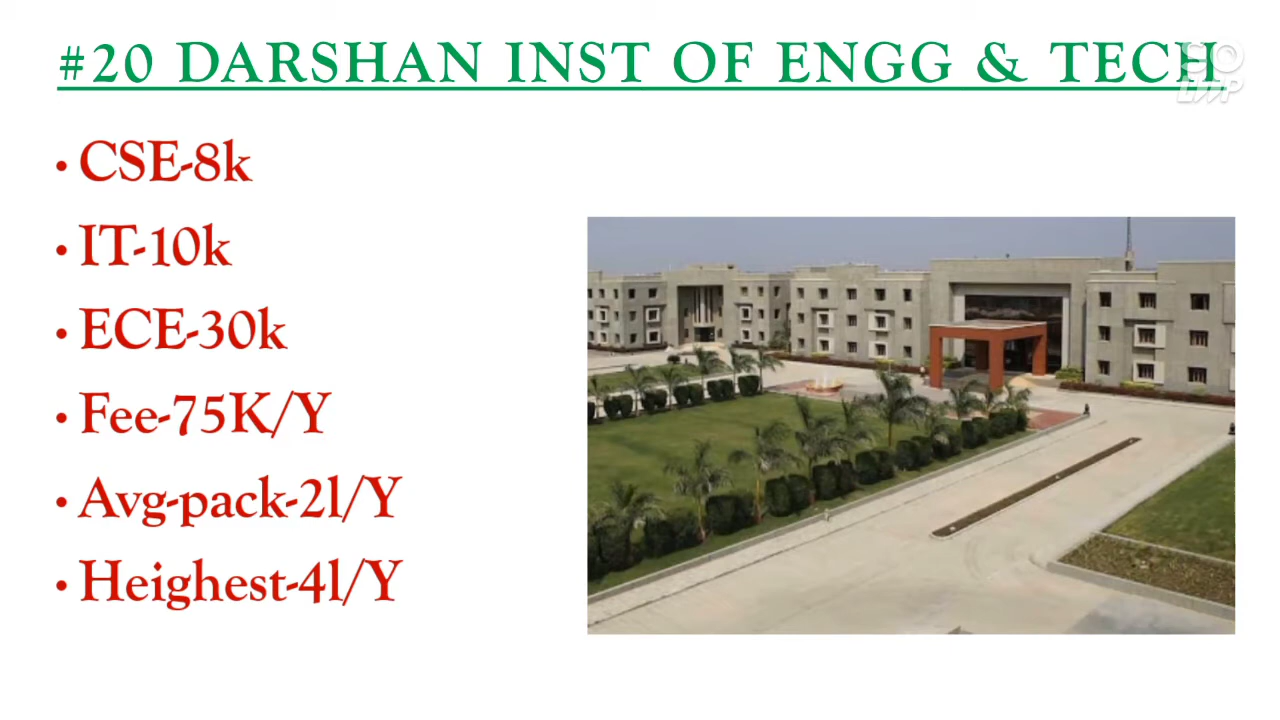 #20 DARSHAN INST OF ENGG & TECH
• CSE-8k
• IT-10k
• ECE-30k
• Fee-75K/Y
• Avg-pack-2l/Y
• Heighest-4l/Y